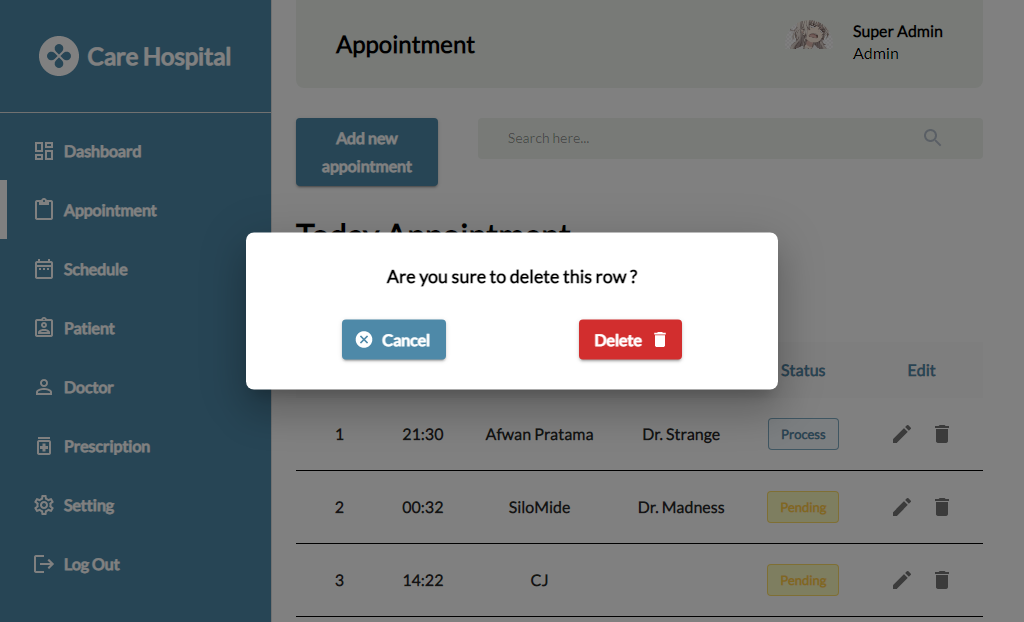 Care Hospital
Dashboard
Appointment
Schedule
Patient
Doctor
Prescription
Setting
Log Out
Appointment
Super Admin
Admin
Add new
appointment
Search here...
Today Appointment
Are you sure to delete this row ?
Cancel
Delete
Status Edit
1 21:30 Afwan Pratama Dr. Strange Process
2 00:32 SiloMide Dr. Madness Pending
3 14:22 CJ Pending